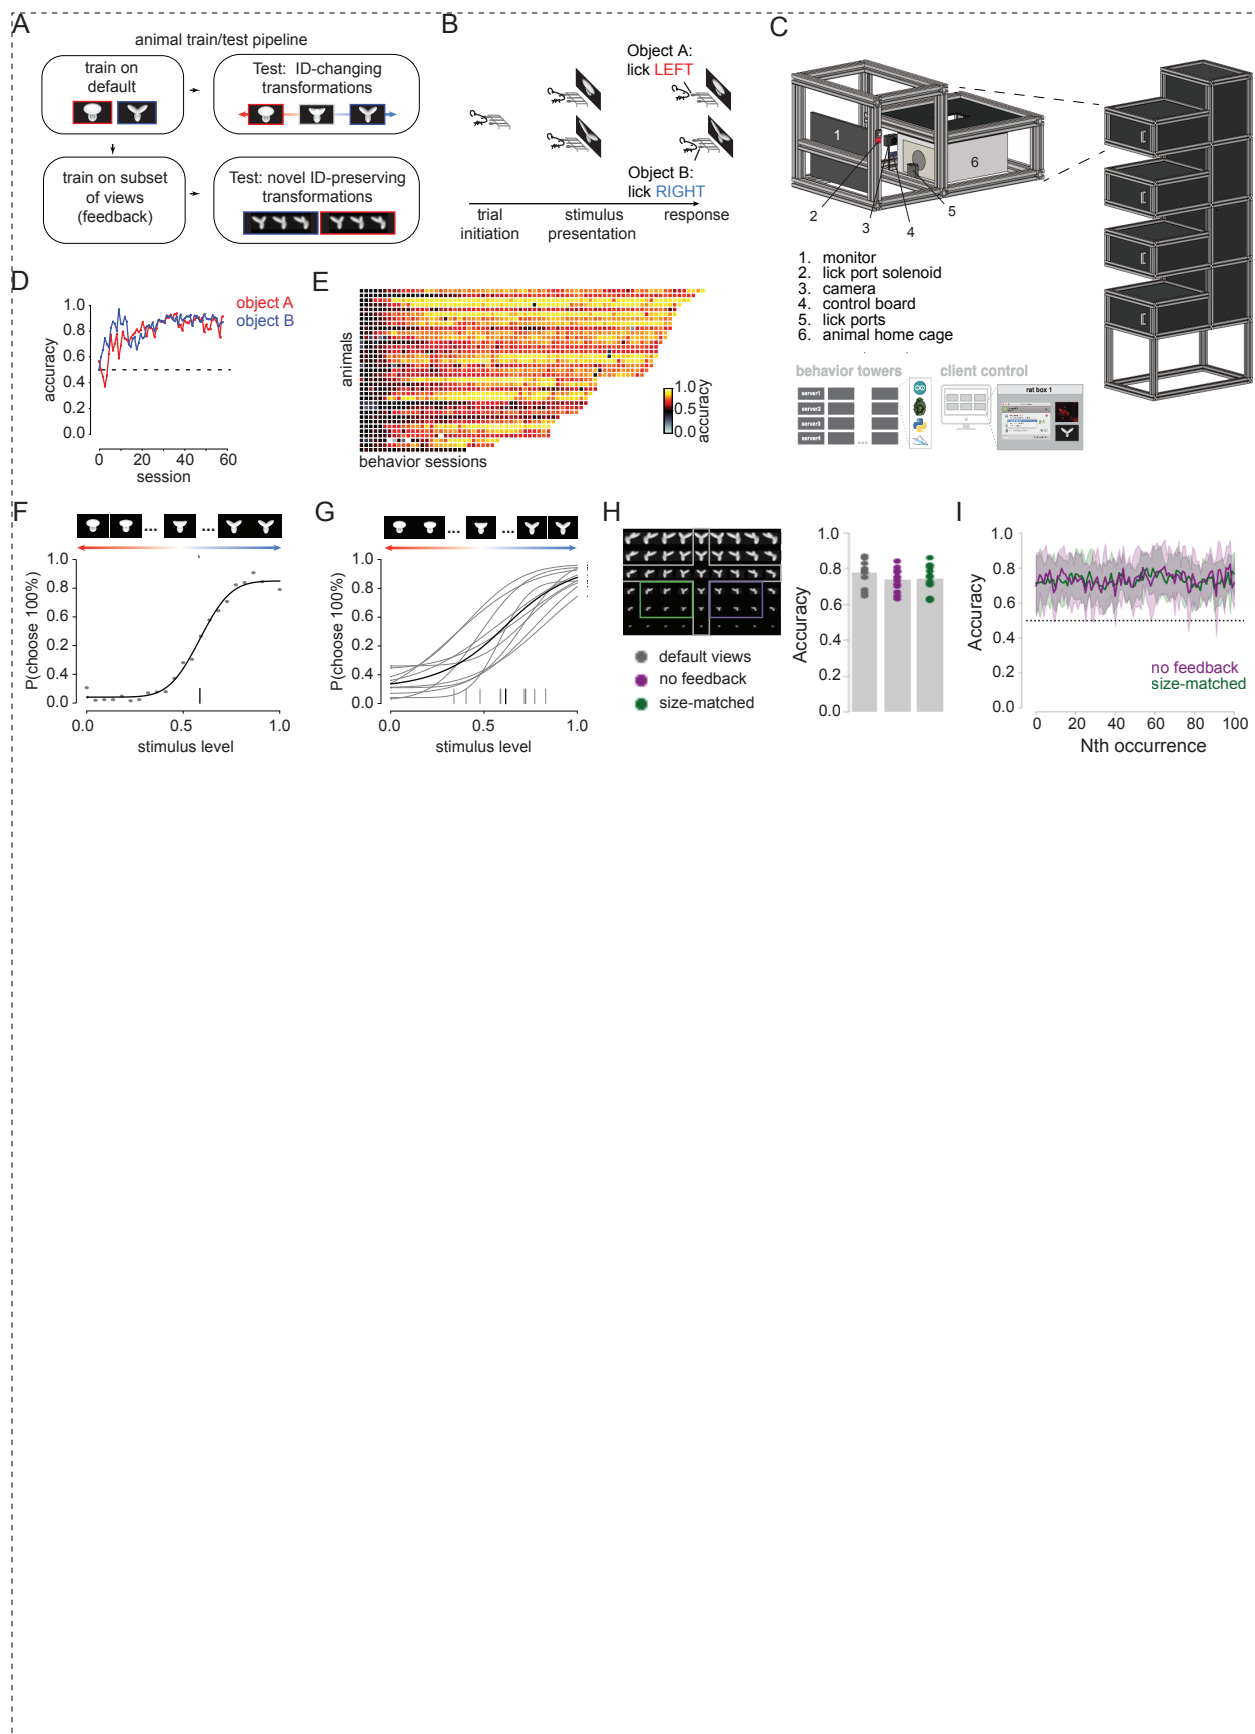 A
animal train/test pipeline
train on
default
Test: ID-changing
transformations
train on subset
of views
(feedback)
Test: novel ID-preserving
transformations
B
Object A:
lick LEFT
Object B:
lick RIGHT
trial
initiation
stimulus
presentation
response
C
1
6
2
3
4
5
1. monitor
2. lick port solenoid
3. camera
4. control board
5. lick ports
6. animal home cage
behavior towers
client control
server1
server2
server3
server4
...
rat box 1
D
object A
object B
accuracy
1.0
0.8
0.6
0.4
0.2
0.0
0
20
40
60
session
E
animals
behavior sessions
1.0
0.5
0.0
accuracy
F
...
...
P(choose 100%)
1.0
0.8
0.6
0.2
0.4
0.0
0.0
0.5
1.0
stimulus level
G
...
...
P(choose 100%)
1.0
0.8
0.6
0.2
0.4
0.0
0.0
0.5
1.0
stimulus level
H
default views
no feedback
size-matched
Accuracy
1.0
0.8
0.6
0.4
0.2
0.0
I
Accuracy
1.0
0.8
0.4
0.6
0.2
0.0
no feedback
size-matched
0
20
40
60
80
100
Nth occurrence